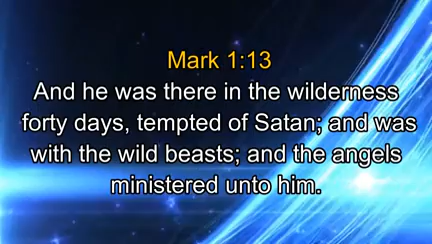 Mark 1:13
And he was there in the wilderness
forty days, tempted of Satan; and was
with the wild beasts; and the angels
ministered unto him.